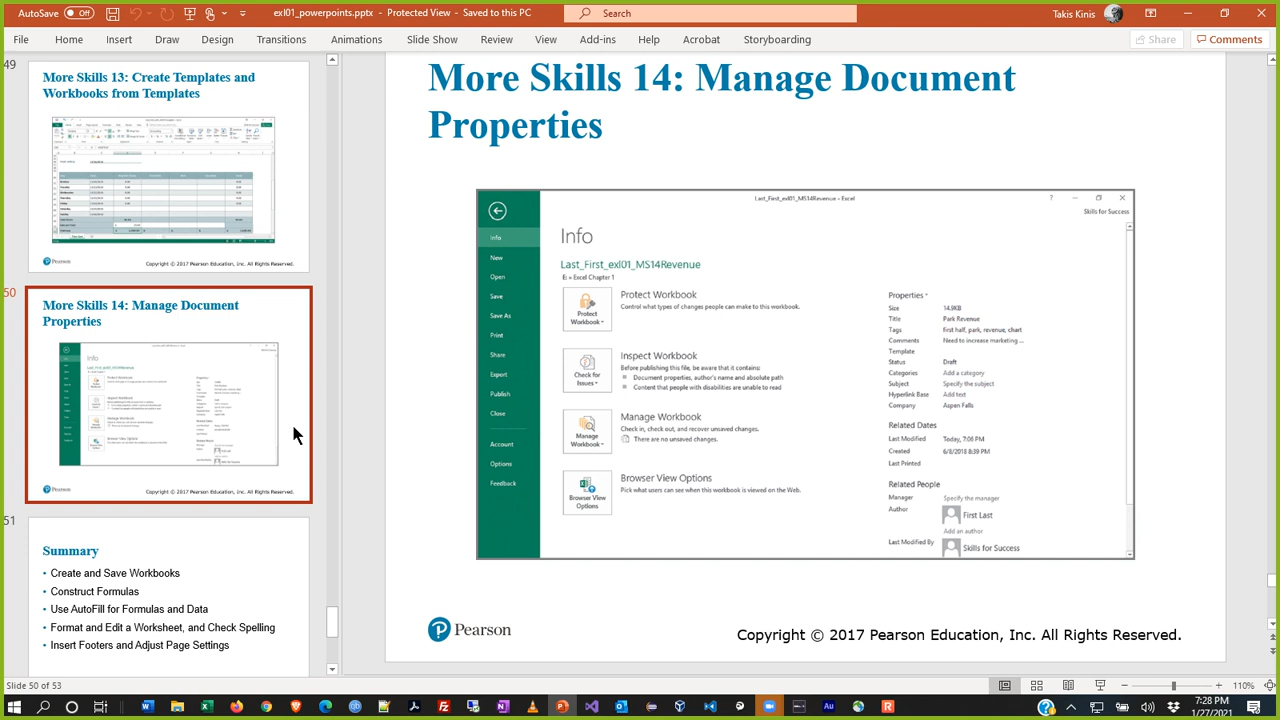 AutoSave Off
exl01_powerpoints.pptx - Protected View - Saved to this PC
Search
Takis Kinis
File Home Insert Draw Design Transitions Animations Slide Show Review View Add-ins Help Acrobat Storyboarding
Share Comments
49
More Skills 13: Create Templates and
Workbooks from Templates
Pearson
Copyright © 2017 Pearson Education, Inc. All Rights Reserved.
50
More Skills 14: Manage Document
Properties
Info
Pearson
Copyright © 2017 Pearson Education, Inc. All Rights Reserved.
51
Summary
• Create and Save Workbooks
• Construct Formulas
• Use AutoFill for Formulas and Data
• Format and Edit a Worksheet, and Check Spelling
• Insert Footers and Adjust Page Settings
More Skills 14: Manage Document
Properties
Last_First_exl01_MS14Revenue - Excel
?
Skills for Success
Info
New
Open
Save
Save As
Print
Share
Export
Publish
Close
Account
Options
Feedback
Info
Last_First_exl01_MS14Revenue
E: » Excel Chapter 1
Protect
Workbook
Protect Workbook
Control what types of changes people can make to this workbook.
Check for
Issues
Inspect Workbook
Before publishing this file, be aware that it contains:
Document properties, author's name and absolute path
Content that people with disabilities are unable to read
Manage
Workbook
Manage Workbook
Check in, check out, and recover unsaved changes.
There are no unsaved changes.
Browser View
Options
Browser View Options
Pick what users can see when this workbook is viewed on the Web.
Properties
Size 14.9KB
Title Park Revenue
Tags first half, park, revenue, chart
Comments Need to increase marketing ...
Template
Status Draft
Categories Add a category
Subject Specify the subject
Hyperlink Base Add text
Company Aspen Falls
Related Dates
Last Modified Today, 7:06 PM
Created 6/8/2018 8:39 PM
Last Printed
Related People
Manager Specify the manager
Author First Last
Add an author
Last Modified By Skills for Success
Pearson
Copyright © 2017 Pearson Education, Inc. All Rights Reserved.
Slide 50 of 53
110%
7:28 PM
1/27/2021